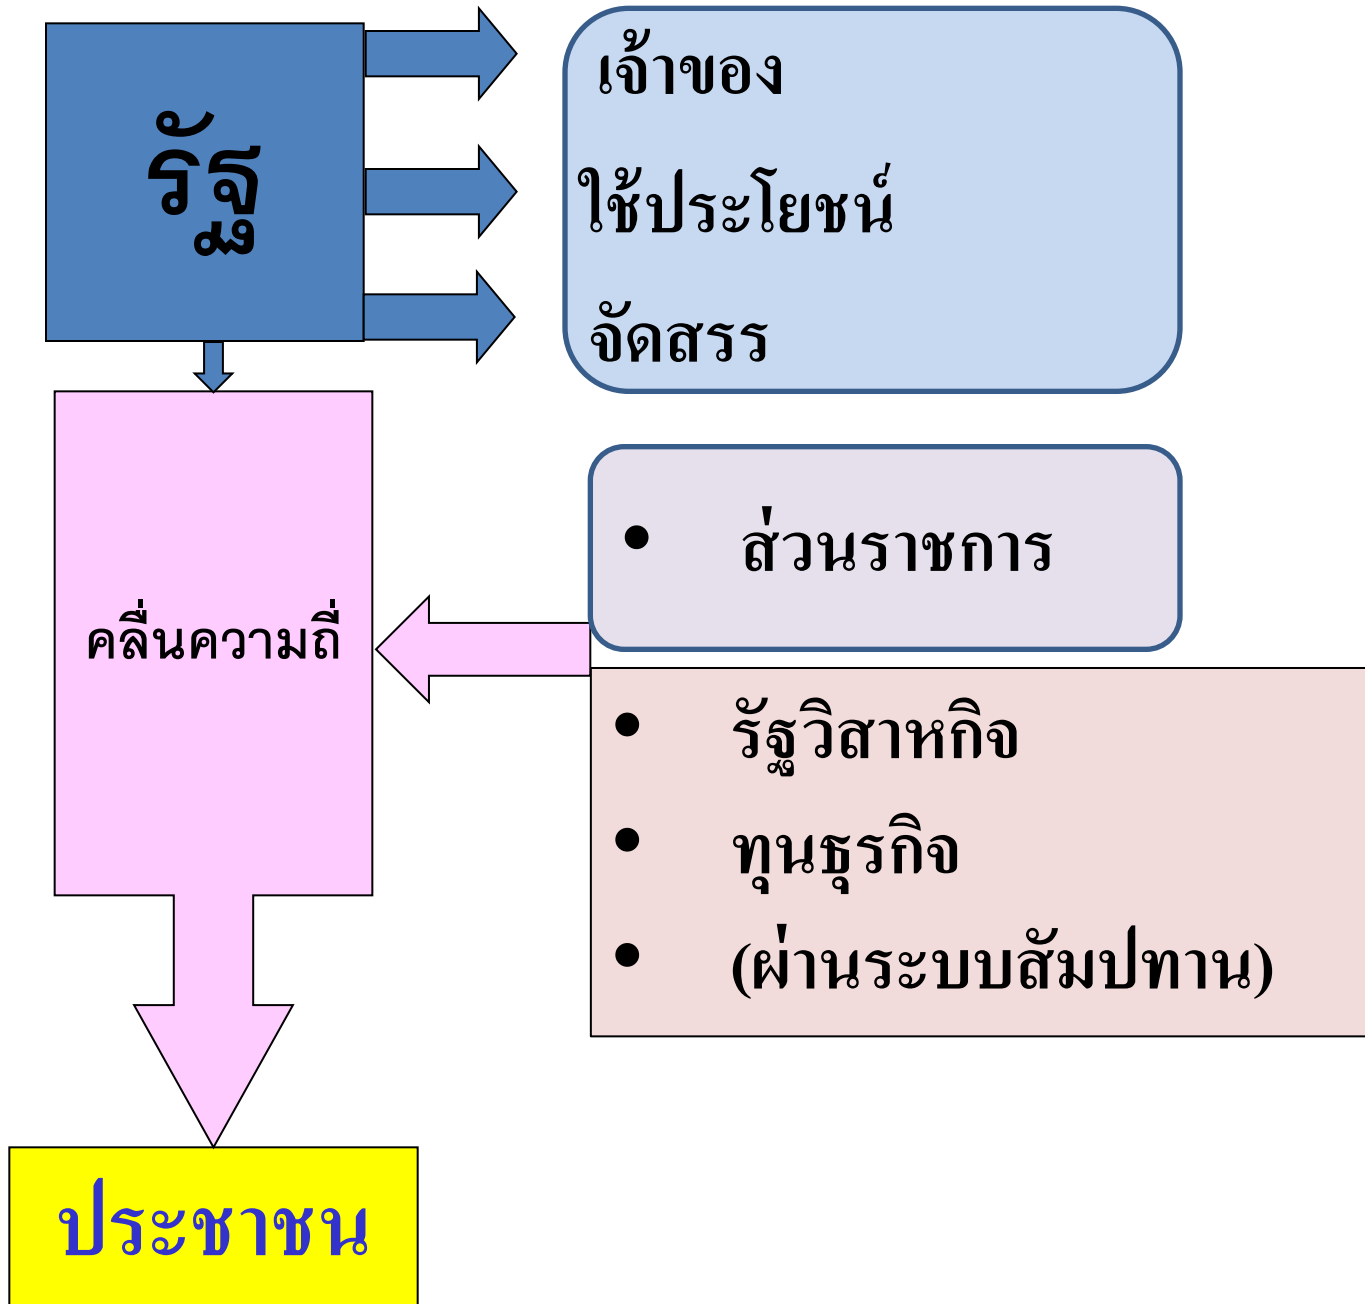 รัฐ
เจ้าของ
ใช้ประโยชน์
จัดสรร
คลื่นความถี่
• ส่วนราชการ
• รัฐวิสาหกิจ
• ทุนธุรกิจ
• (ผ่านระบบสัมปทาน)
ประชาชน